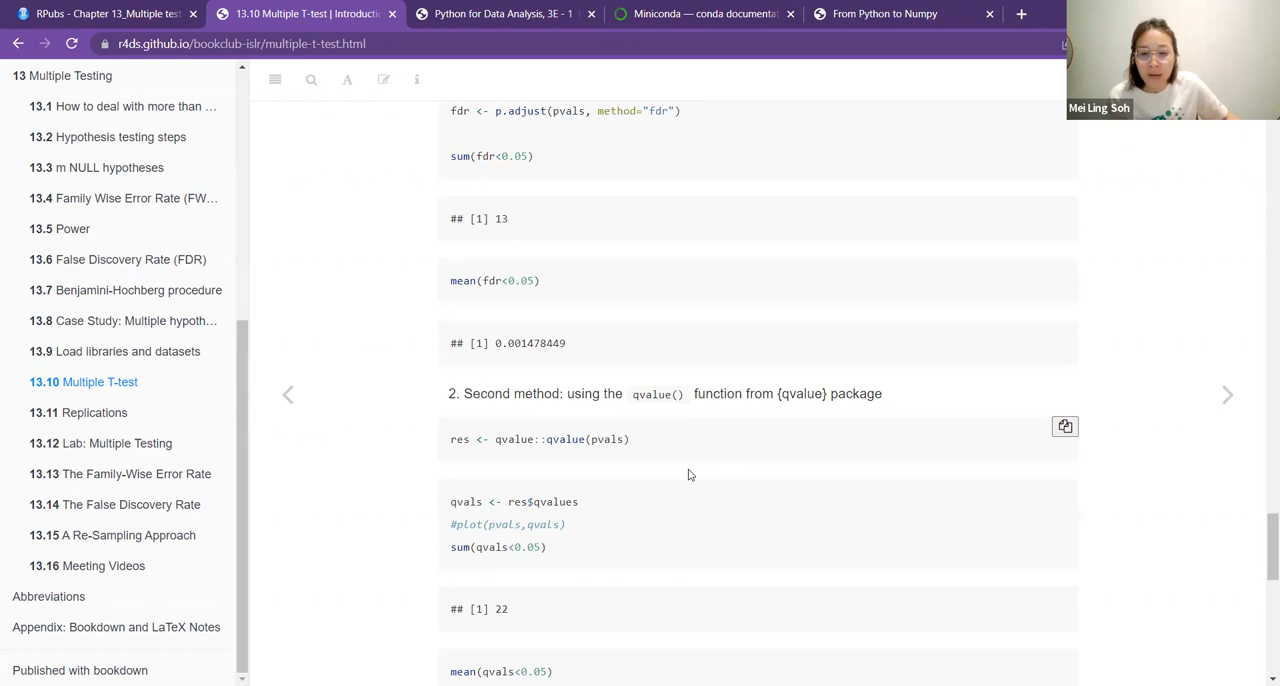 RPubs - Chapter 13_Multiple test
13.10 Multiple T-test | Introducti
Python for Data Analysis, 3E - 1
Miniconda — conda documentat
From Python to Numpy
r4ds.github.io/bookclub-islr/multiple-t-test.html
Mei Ling Soh
13 Multiple Testing
13.1 How to deal with more than …
13.2 Hypothesis testing steps
13.3 m NULL hypotheses
13.4 Family Wise Error Rate (FW…
13.5 Power
13.6 False Discovery Rate (FDR)
13.7 Benjamini-Hochberg procedure
13.8 Case Study: Multiple hypoth…
13.9 Load libraries and datasets
13.10 Multiple T-test
13.11 Replications
13.12 Lab: Multiple Testing
13.13 The Family-Wise Error Rate
13.14 The False Discovery Rate
13.15 A Re-Sampling Approach
13.16 Meeting Videos
Abbreviations
Appendix: Bookdown and LaTeX Notes
Published with bookdown
fdr <- p.adjust(pvals, method="fdr")
sum(fdr<0.05)
## [1] 13
mean(fdr<0.05)
## [1] 0.001478449
2. Second method: using the qvalue() function from {qvalue} package
res <- qvalue::qvalue(pvals)
qvals <- res$qvalues
#plot(pvals,qvals)
sum(qvals<0.05)
## [1] 22
mean(qvals<0.05)